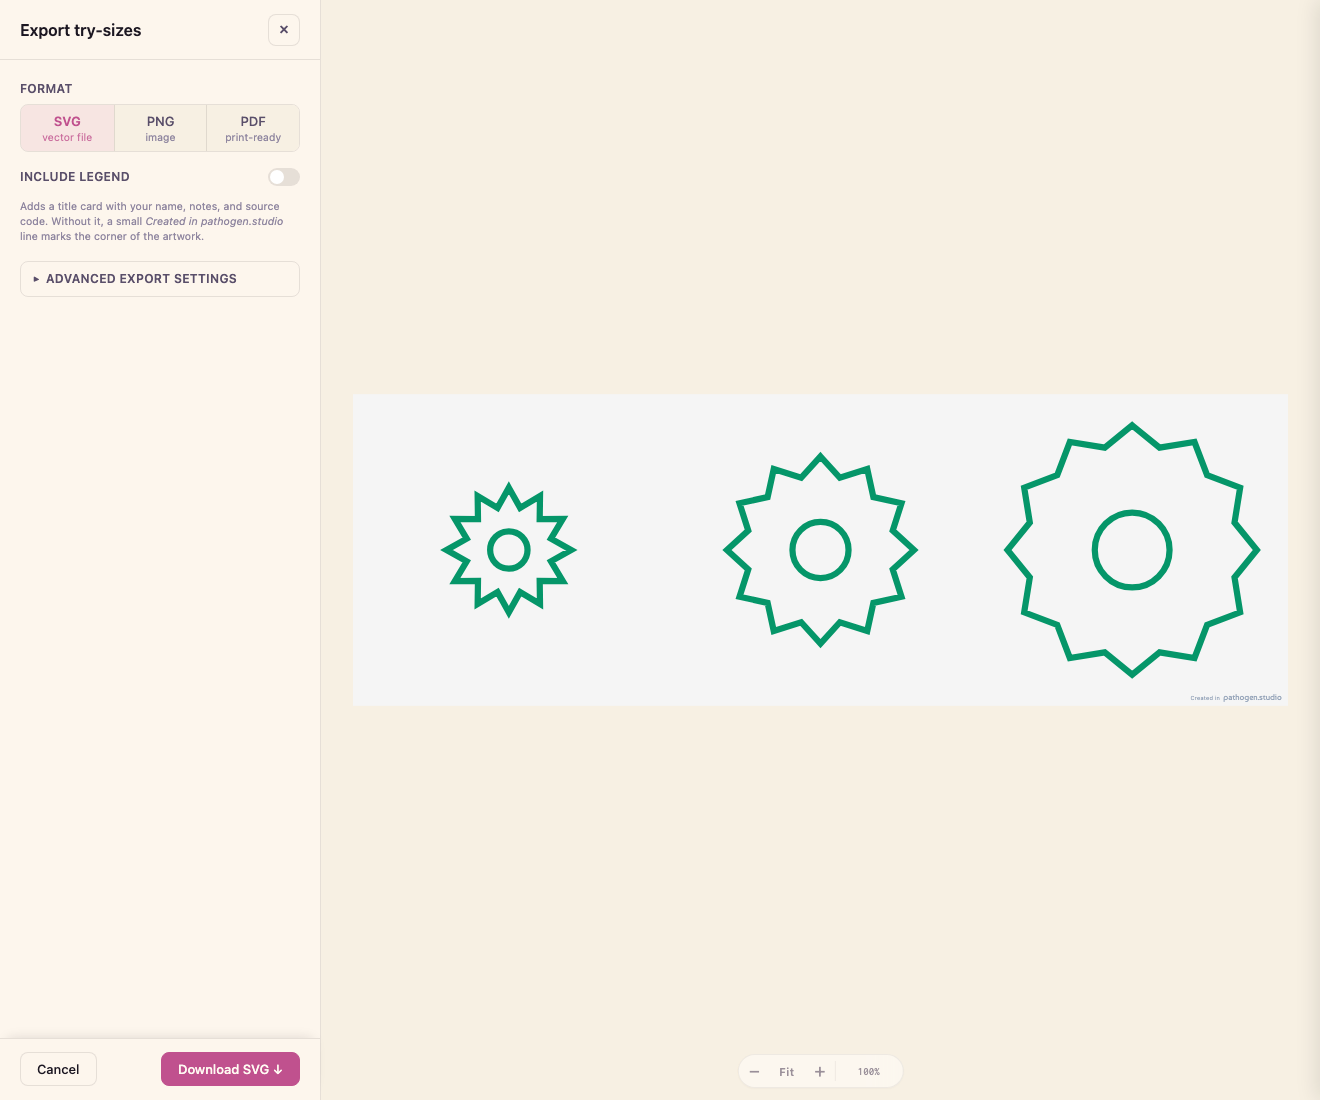 Export try-sizes
×
FORMAT
SVG
vector file
PNG
image
PDF
print-ready
INCLUDE LEGEND
Adds a title card with your name, notes, and source
code. Without it, a small Created in pathogen.studio
line marks the corner of the artwork.
▸ ADVANCED EXPORT SETTINGS
Created in pathogen.studio
Cancel
Download SVG ↓
− Fit + 100%